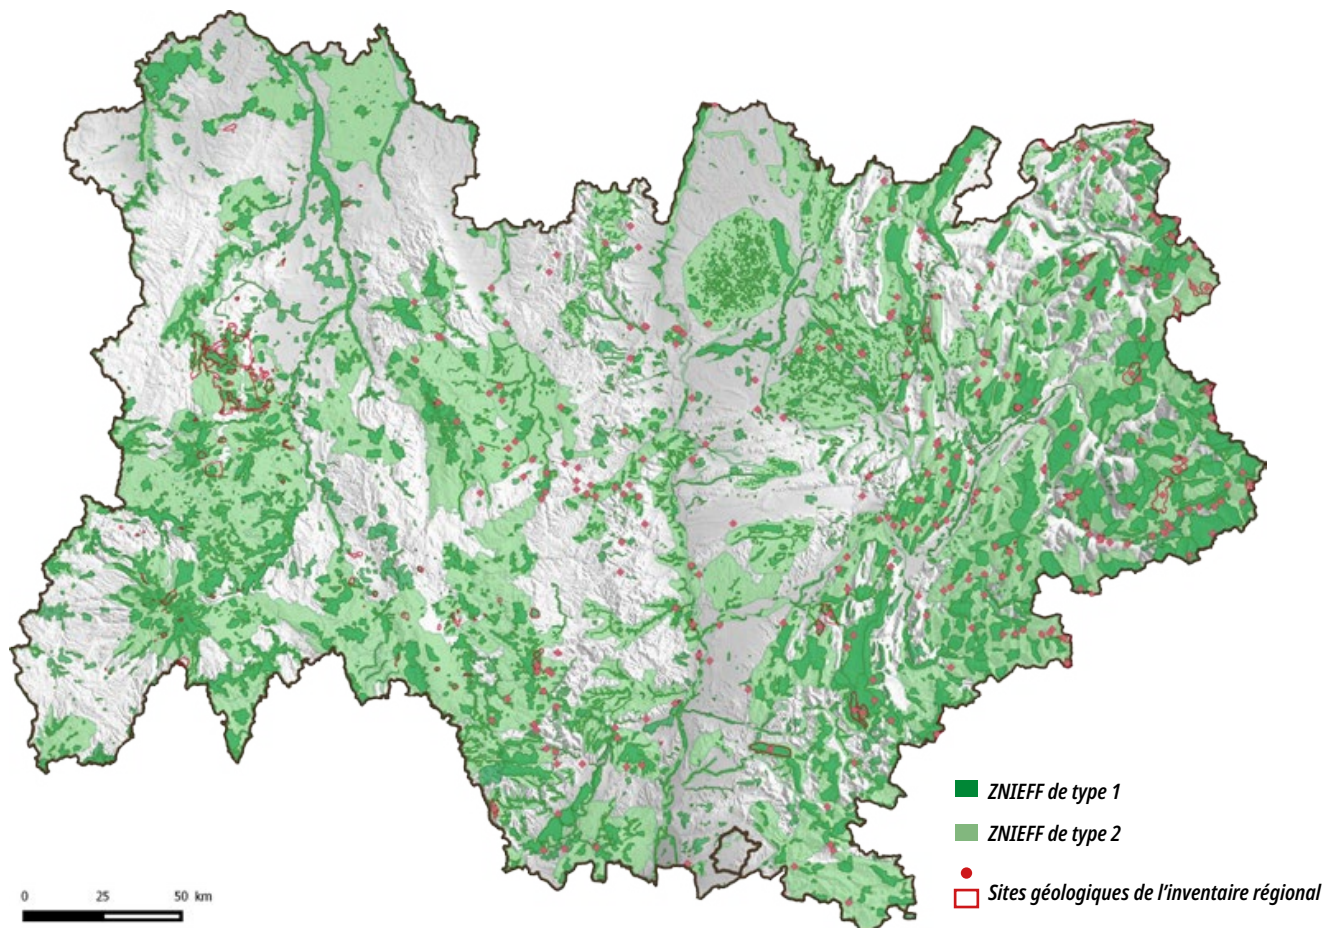 ZNIEFF de type 1
ZNIEFF de type 2
Sites géologiques de l'inventaire régional
0 25 50 km